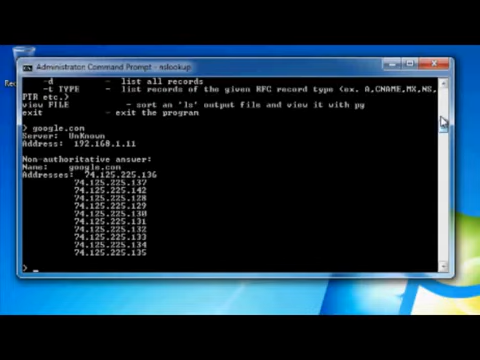 Administrator: Command Prompt - nslookup
Rec
-d - list all records
-t TYPE - list records of the given RFC record type (ex. A,CNAME,MX,NS,
PTR etc.)
view FILE - sort an 'ls' output file and view it with pg
exit - exit the program
> google.com
Server: UnKnown
Address: 192.168.1.11
Non-authoritative answer:
Name: google.com
Addresses: 74.125.225.136
74.125.225.137
74.125.225.142
74.125.225.128
74.125.225.129
74.125.225.130
74.125.225.131
74.125.225.132
74.125.225.133
74.125.225.134
74.125.225.135
>